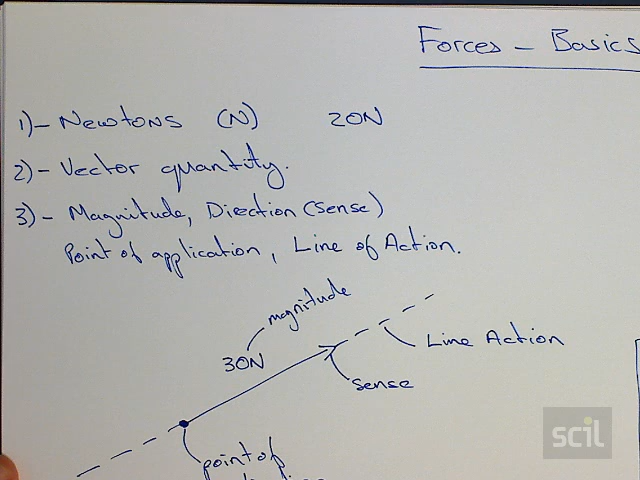 Forces - Basics
1)- Newtons (N) 20N
2)- Vector quantity.
3)- Magnitude, Direction (sense)
Point of application, Line of Action.
magnitude
30N
Line Action
Sense
point of
scil